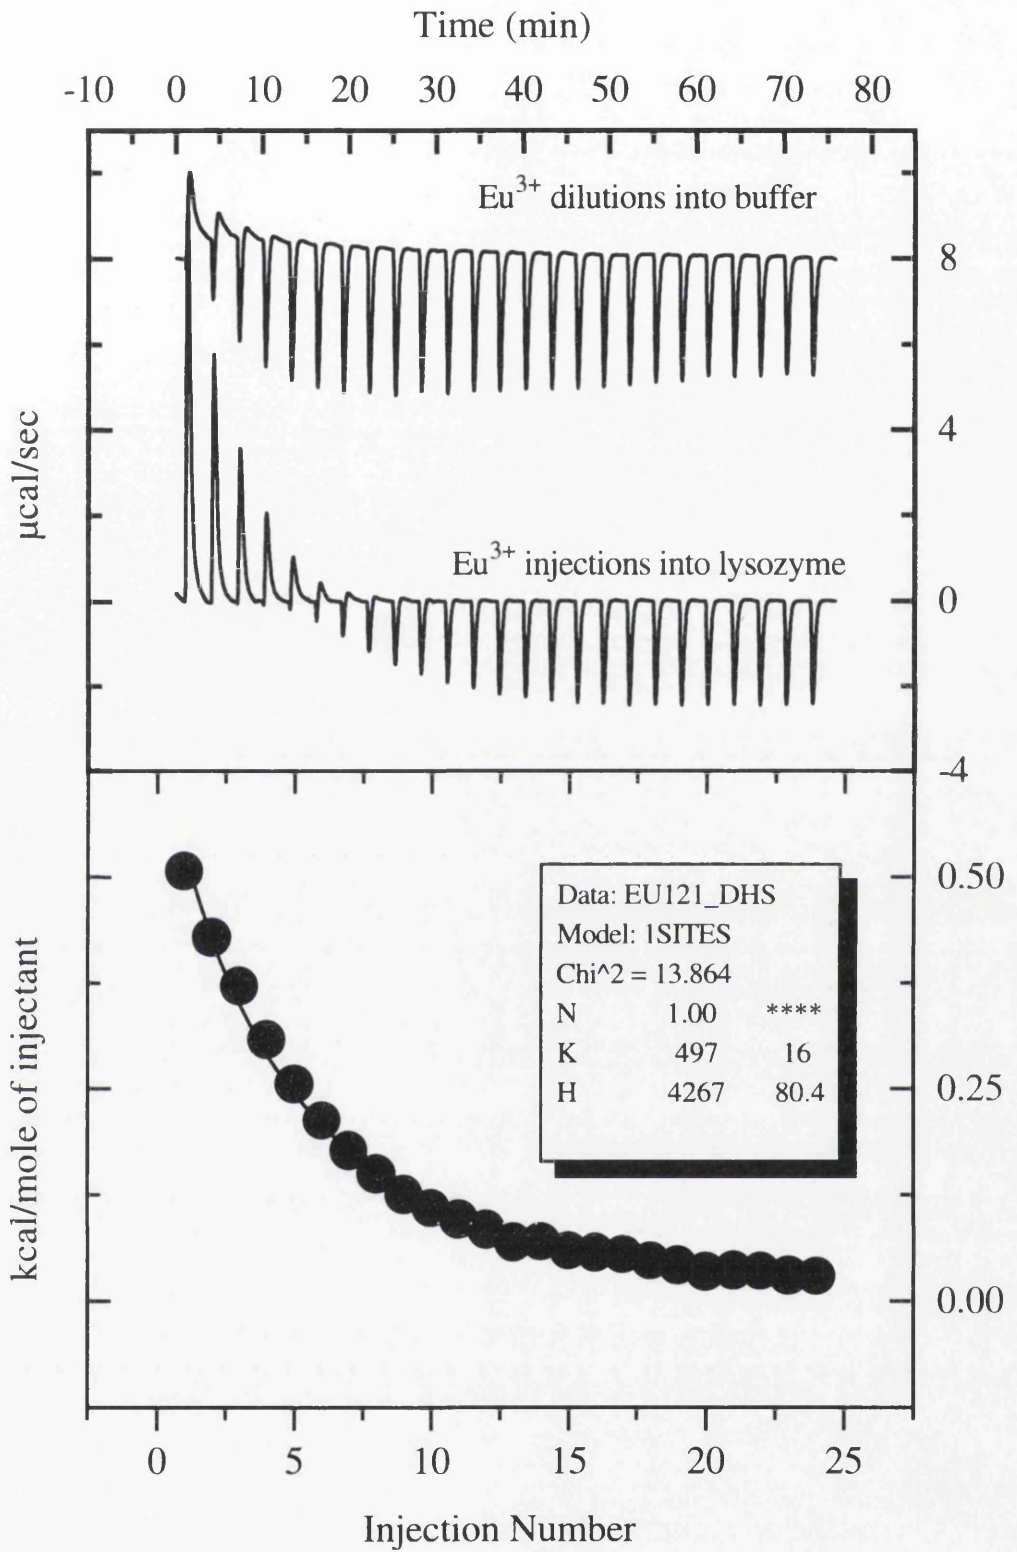 Time (min)
-10 0 10 20 30 40 50 60 70 80
Eu3+ dilutions into buffer
8
4
μcal/sec
Eu3+ injections into lysozyme
0
-4
0.50
Data: EU121_DHS
Model: 1SITES
Chi^2 = 13.864
N 1.00 ****
K 497 16
H 4267 80.4
0.25
kcal/mole of injectant
0.00
0 5 10 15 20 25
Injection Number